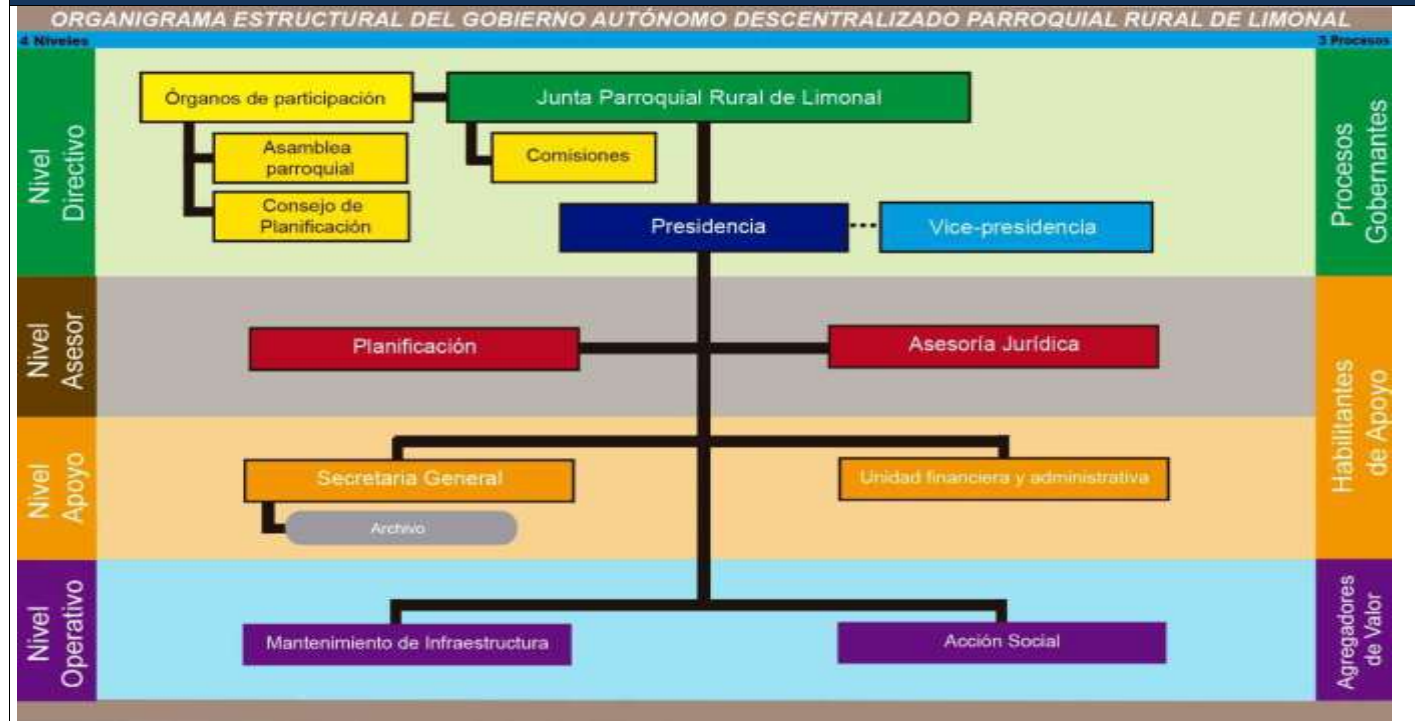 ORGANIGRAMA ESTRUCTURAL DEL GOBIERNO AUTÓNOMO DESCENTRALIZADO PARROQUIAL RURAL DE LIMONAL
4 Niveles
3 Procesos
Nivel
Directivo
Órganos de participación
Junta Parroquial Rural de Limonal
Asamblea
parroquial
Comisiones
Consejo de
Planificación
Presidencia
Vice-presidencia
Procesos
Gobernantes
Nivel
Asesor
Planificación
Asesoría Jurídica
Habilitantes
de Apoyo
Nivel
Apoyo
Secretaria General
Unidad financiera y administrativa
Archivo
Nivel
Operativo
Mantenimiento de Infraestructura
Acción Social
Agregadores
de Valor